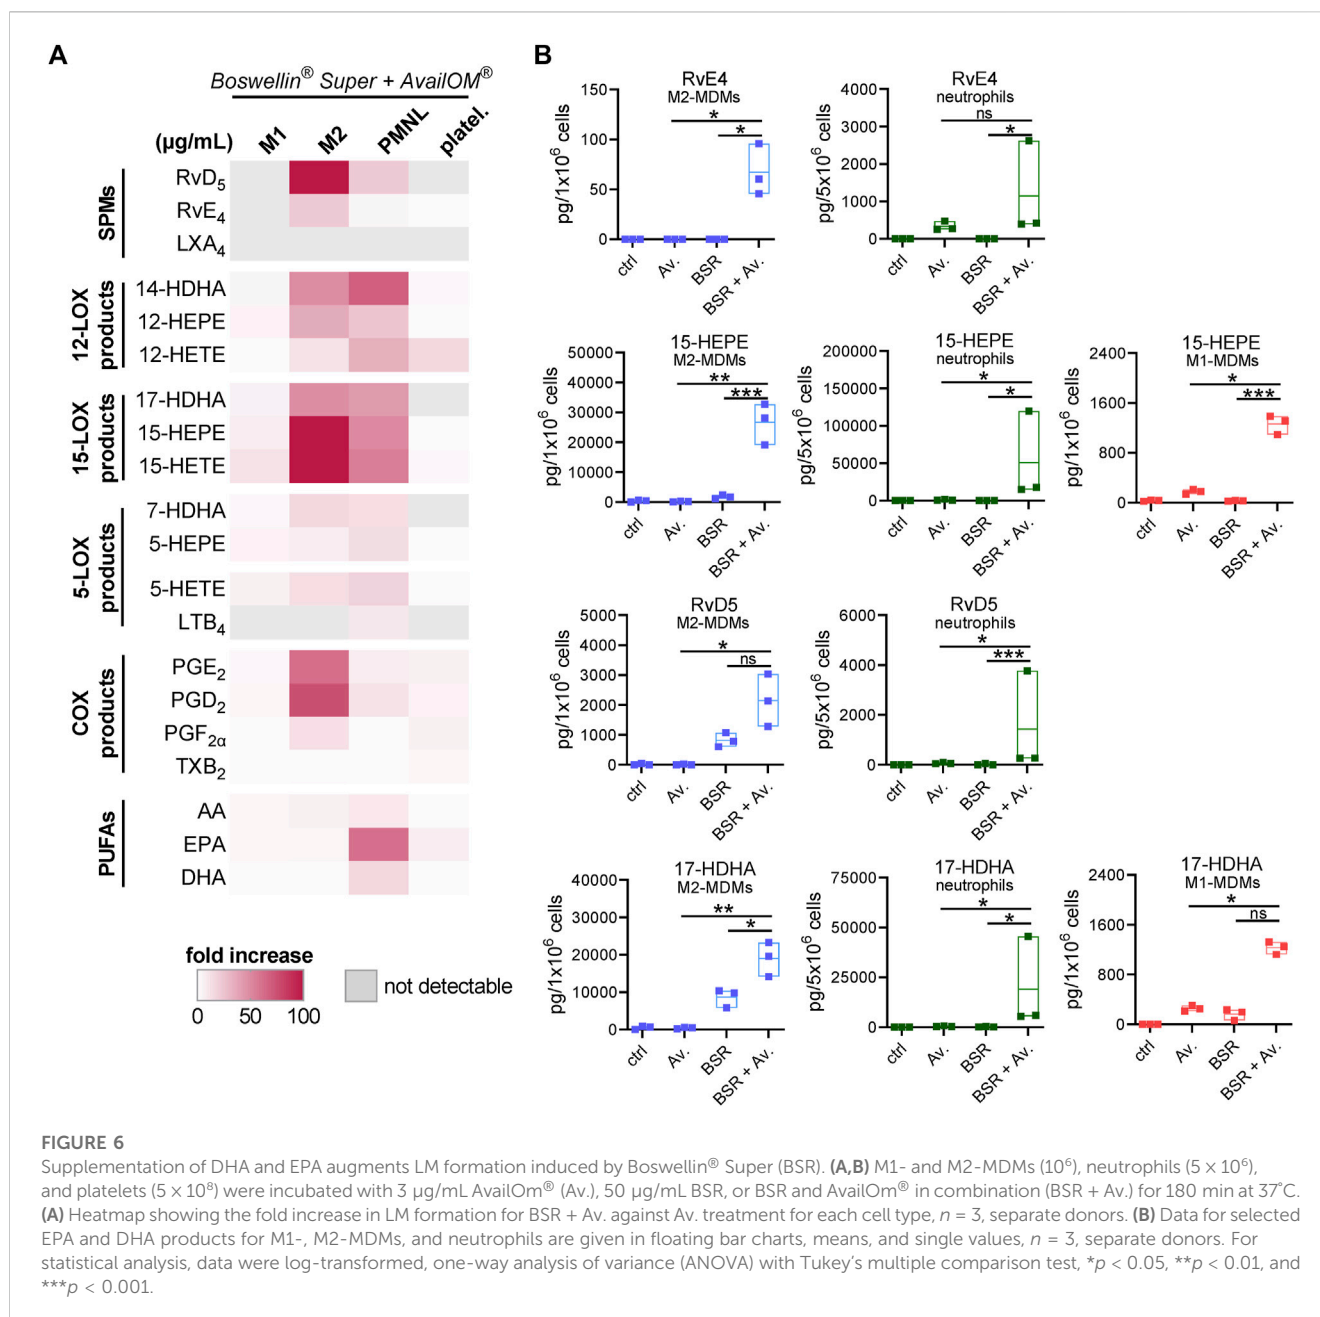 A
Boswellin® Super + AvailOM®
(µg/mL) M1 M2 PMNL platel.
SPMs
RvD5
RvE4
LXA4
12-LOX products
14-HDHA
12-HEPE
12-HETE
15-LOX products
17-HDHA
15-HEPE
15-HETE
5-LOX products
7-HDHA
5-HEPE
5-HETE
LTB4
COX products
PGE2
PGD2
PGF2α
TXB2
PUFAs
AA
EPA
DHA
fold increase
0 50 100
not detectable
B
RvE4
M2-MDMs
pg/1x10⁶ cells
150
100
50
0
*
*
ctrl Av. BSR BSR + Av.
RvE4
neutrophils
pg/5x10⁶ cells
4000
3000
2000
1000
0
ns
*
ctrl Av. BSR BSR + Av.
15-HEPE
M2-MDMs
pg/1x10⁶ cells
50000
40000
30000
20000
10000
0
**
***
ctrl Av. BSR BSR + Av.
15-HEPE
neutrophils
pg/5x10⁶ cells
200000
150000
100000
50000
0
*
*
ctrl Av. BSR BSR + Av.
15-HEPE
M1-MDMs
pg/1x10⁶ cells
2400
1600
800
0
*
***
ctrl Av. BSR BSR + Av.
RvD5
M2-MDMs
pg/1x10⁶ cells
5000
4000
3000
2000
1000
0
*
ns
ctrl Av. BSR BSR + Av.
RvD5
neutrophils
pg/5x10⁶ cells
6000
4000
2000
0
*
***
ctrl Av. BSR BSR + Av.
17-HDHA
M2-MDMs
pg/1x10⁶ cells
40000
30000
20000
10000
0
**
*
ctrl Av. BSR BSR + Av.
17-HDHA
neutrophils
pg/5x10⁶ cells
75000
50000
25000
0
*
*
ctrl Av. BSR BSR + Av.
17-HDHA
M1-MDMs
pg/1x10⁶ cells
2400
1600
800
0
*
ns
ctrl Av. BSR BSR + Av.
FIGURE 6
Supplementation of DHA and EPA augments LM formation induced by Boswellin® Super (BSR). (A,B) M1- and M2-MDMs (10⁶), neutrophils (5 × 10⁶),
and platelets (5 × 10⁸) were incubated with 3 µg/mL AvailOm® (Av.), 50 µg/mL BSR, or BSR and AvailOm® in combination (BSR + Av.) for 180 min at 37˚C.
(A) Heatmap showing the fold increase in LM formation for BSR + Av. against Av. treatment for each cell type, n = 3, separate donors. (B) Data for selected
EPA and DHA products for M1-, M2-MDMs, and neutrophils are given in floating bar charts, means, and single values, n = 3, separate donors. For
statistical analysis, data were log-transformed, one-way analysis of variance (ANOVA) with Tukey's multiple comparison test, *p < 0.05, **p < 0.01, and
***p < 0.001.